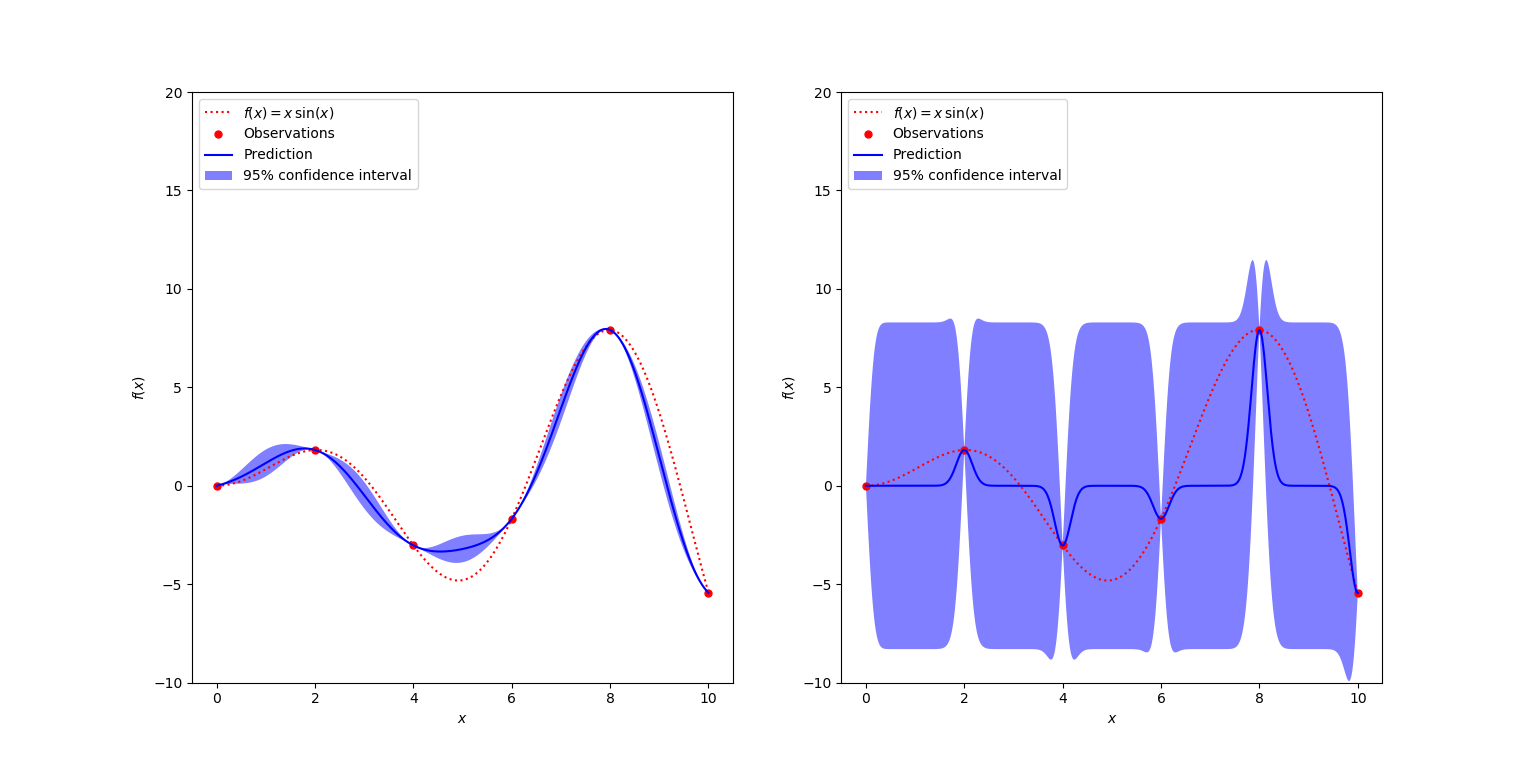 20
15
10
5
0
−5
−10
f(x)
f(x) = x sin(x)
Observations
Prediction
95% confidence interval
0 2 4 6 8 10
x
20
15
10
5
0
−5
−10
f(x)
f(x) = x sin(x)
Observations
Prediction
95% confidence interval
0 2 4 6 8 10
x